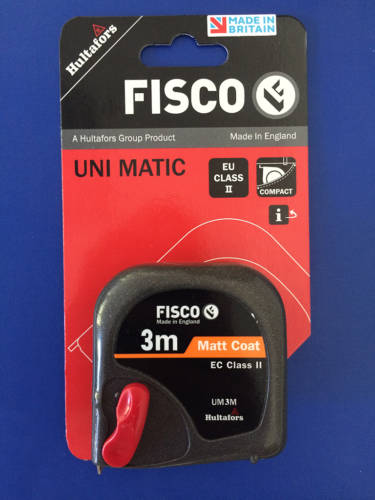 Hultafors
MADE IN
BRITAIN
FISCO
A Hultafors Group Product
Made In England
UNI MATIC
EU
CLASS
II
COMPACT
i
FISCO
Made in England
3m
Matt Coat
EC Class II
UM3M
Hultafors